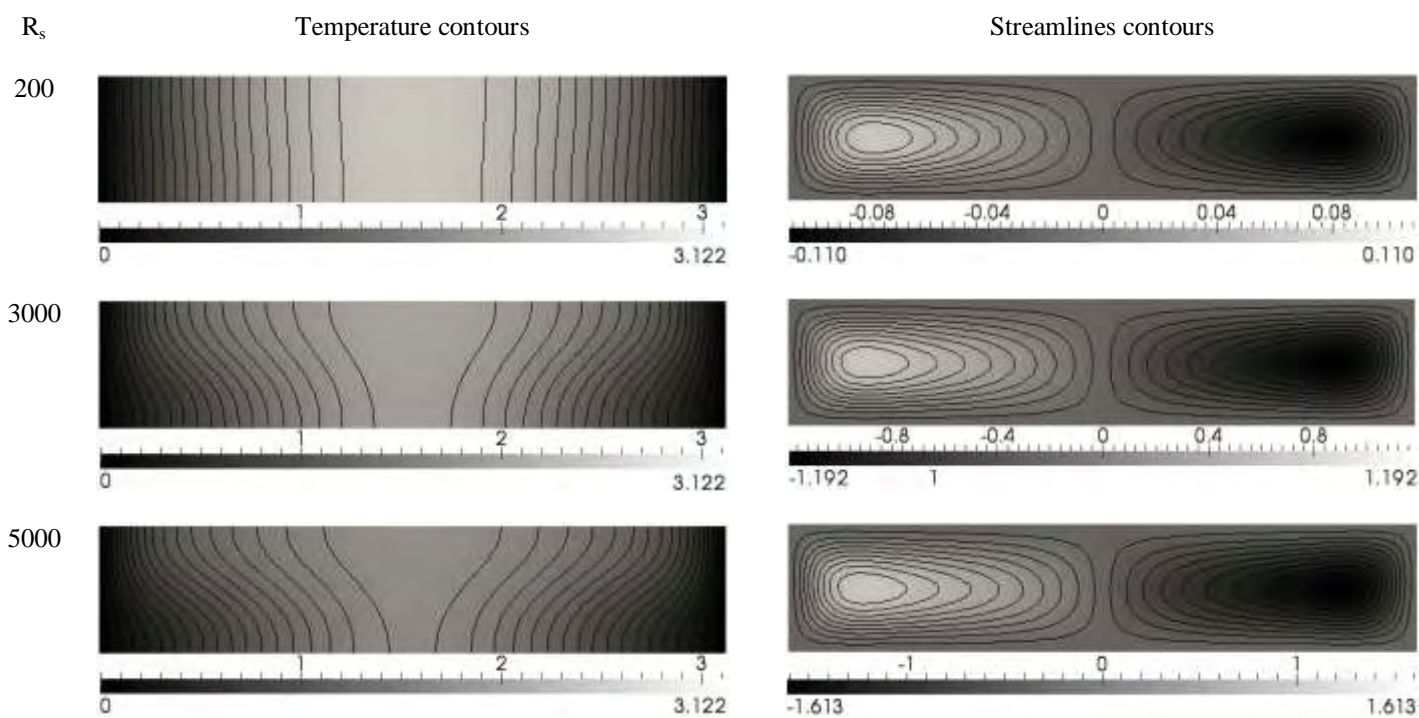 Rs Temperature contours Streamlines contours
200
1 2 3
0 3.122
-0.08 -0.04 0 0.04 0.08
-0.110 0.110
3000
1 2 3
0 3.122
-0.8 -0.4 0 0.4 0.8
-1.192 1 1.192
5000
1 2 3
0 3.122
-1 0 1
-1.613 1.613